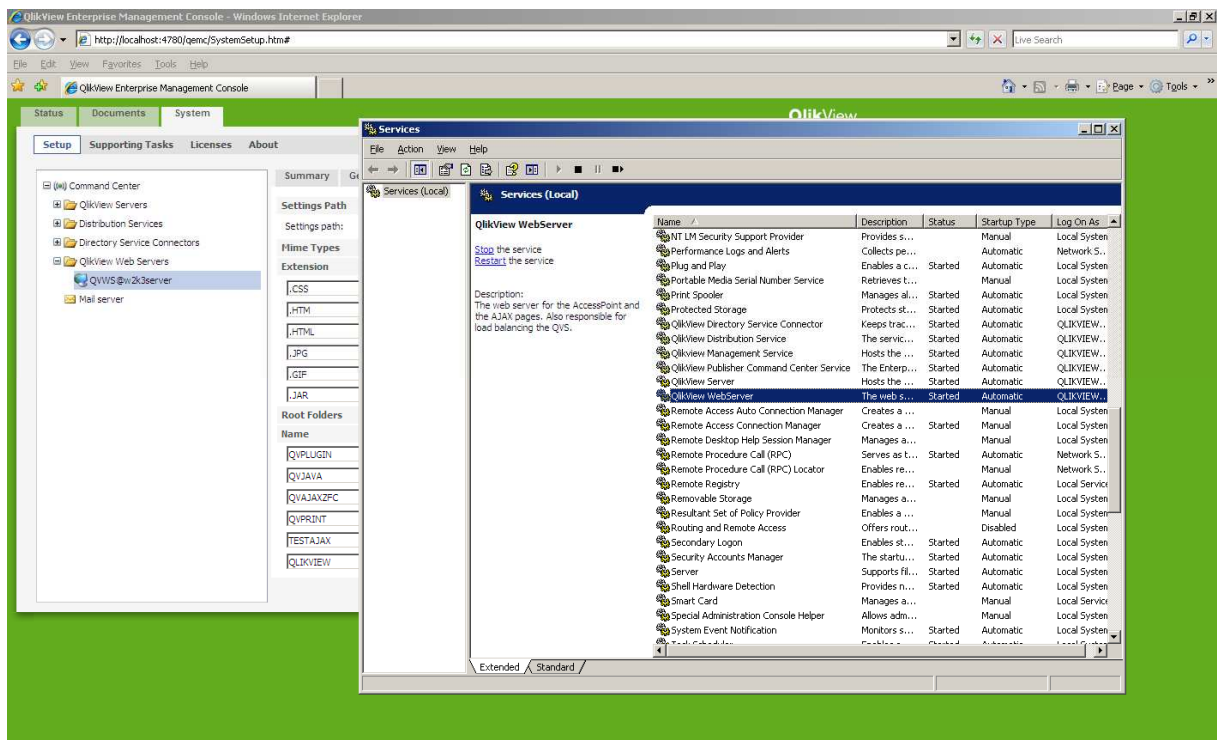 QlikView Enterprise Management Console - Windows Internet Explorer
http://localhost:4780/qemc/SystemSetup.htm#
Live Search
File Edit View Favorites Tools Help
QlikView Enterprise Management Console
Page Tools
Status Documents System
QlikView
Setup Supporting Tasks Licenses About
Command Center
QlikView Servers
Distribution Services
Directory Service Connectors
QlikView Web Servers
QVWS@w2k3server
Mail server
Summary
Settings Path
Settings path:
Mime Types
Extension
.CSS
.HTM
.HTML
.JPG
.GIF
.JAR
Root Folders
Name
QVPLUGIN
QVJAVA
QVAJAXZFC
QVPRINT
TESTAJAX
QLIKVIEW
Services
File Action View Help
Services (Local)
Services (Local)
QlikView WebServer
Stop the service
Restart the service
Description:
The web server for the AccessPoint and
the AJAX pages. Also responsible for
load balancing the QVS.
Name Description Status Startup Type Log On As
NT LM Security Support Provider Provides s... Manual Local System
Performance Logs and Alerts Collects pe... Automatic Network S...
Plug and Play Enables a c... Started Automatic Local System
Portable Media Serial Number Service Retrieves t... Manual Local System
Print Spooler Manages al... Started Automatic Local System
Protected Storage Protects st... Started Automatic Local System
QlikView Directory Service Connector Keeps trac... Started Automatic QLIKVIEW...
QlikView Distribution Service The servic... Started Automatic QLIKVIEW...
Qlikview Management Service Hosts the ... Started Automatic QLIKVIEW...
QlikView Publisher Command Center Service The Enterp... Started Automatic QLIKVIEW...
QlikView Server Hosts the ... Started Automatic QLIKVIEW...
QlikView WebServer The web s... Started Automatic QLIKVIEW...
Remote Access Auto Connection Manager Creates a ... Manual Local System
Remote Access Connection Manager Creates a ... Started Manual Local System
Remote Desktop Help Session Manager Manages a... Manual Local System
Remote Procedure Call (RPC) Serves as t... Started Automatic Network S...
Remote Procedure Call (RPC) Locator Enables re... Manual Network S...
Remote Registry Enables re... Started Automatic Local Service
Removable Storage Manages a... Manual Local System
Resultant Set of Policy Provider Enables a ... Manual Local System
Routing and Remote Access Offers rout... Disabled Local System
Secondary Logon Enables st... Started Automatic Local System
Security Accounts Manager The startu... Started Automatic Local System
Server Supports fil... Started Automatic Local System
Shell Hardware Detection Provides n... Started Automatic Local System
Smart Card Manages a... Manual Local Service
Special Administration Console Helper Allows adm... Manual Local System
System Event Notification Monitors s... Started Automatic Local System
Extended Standard